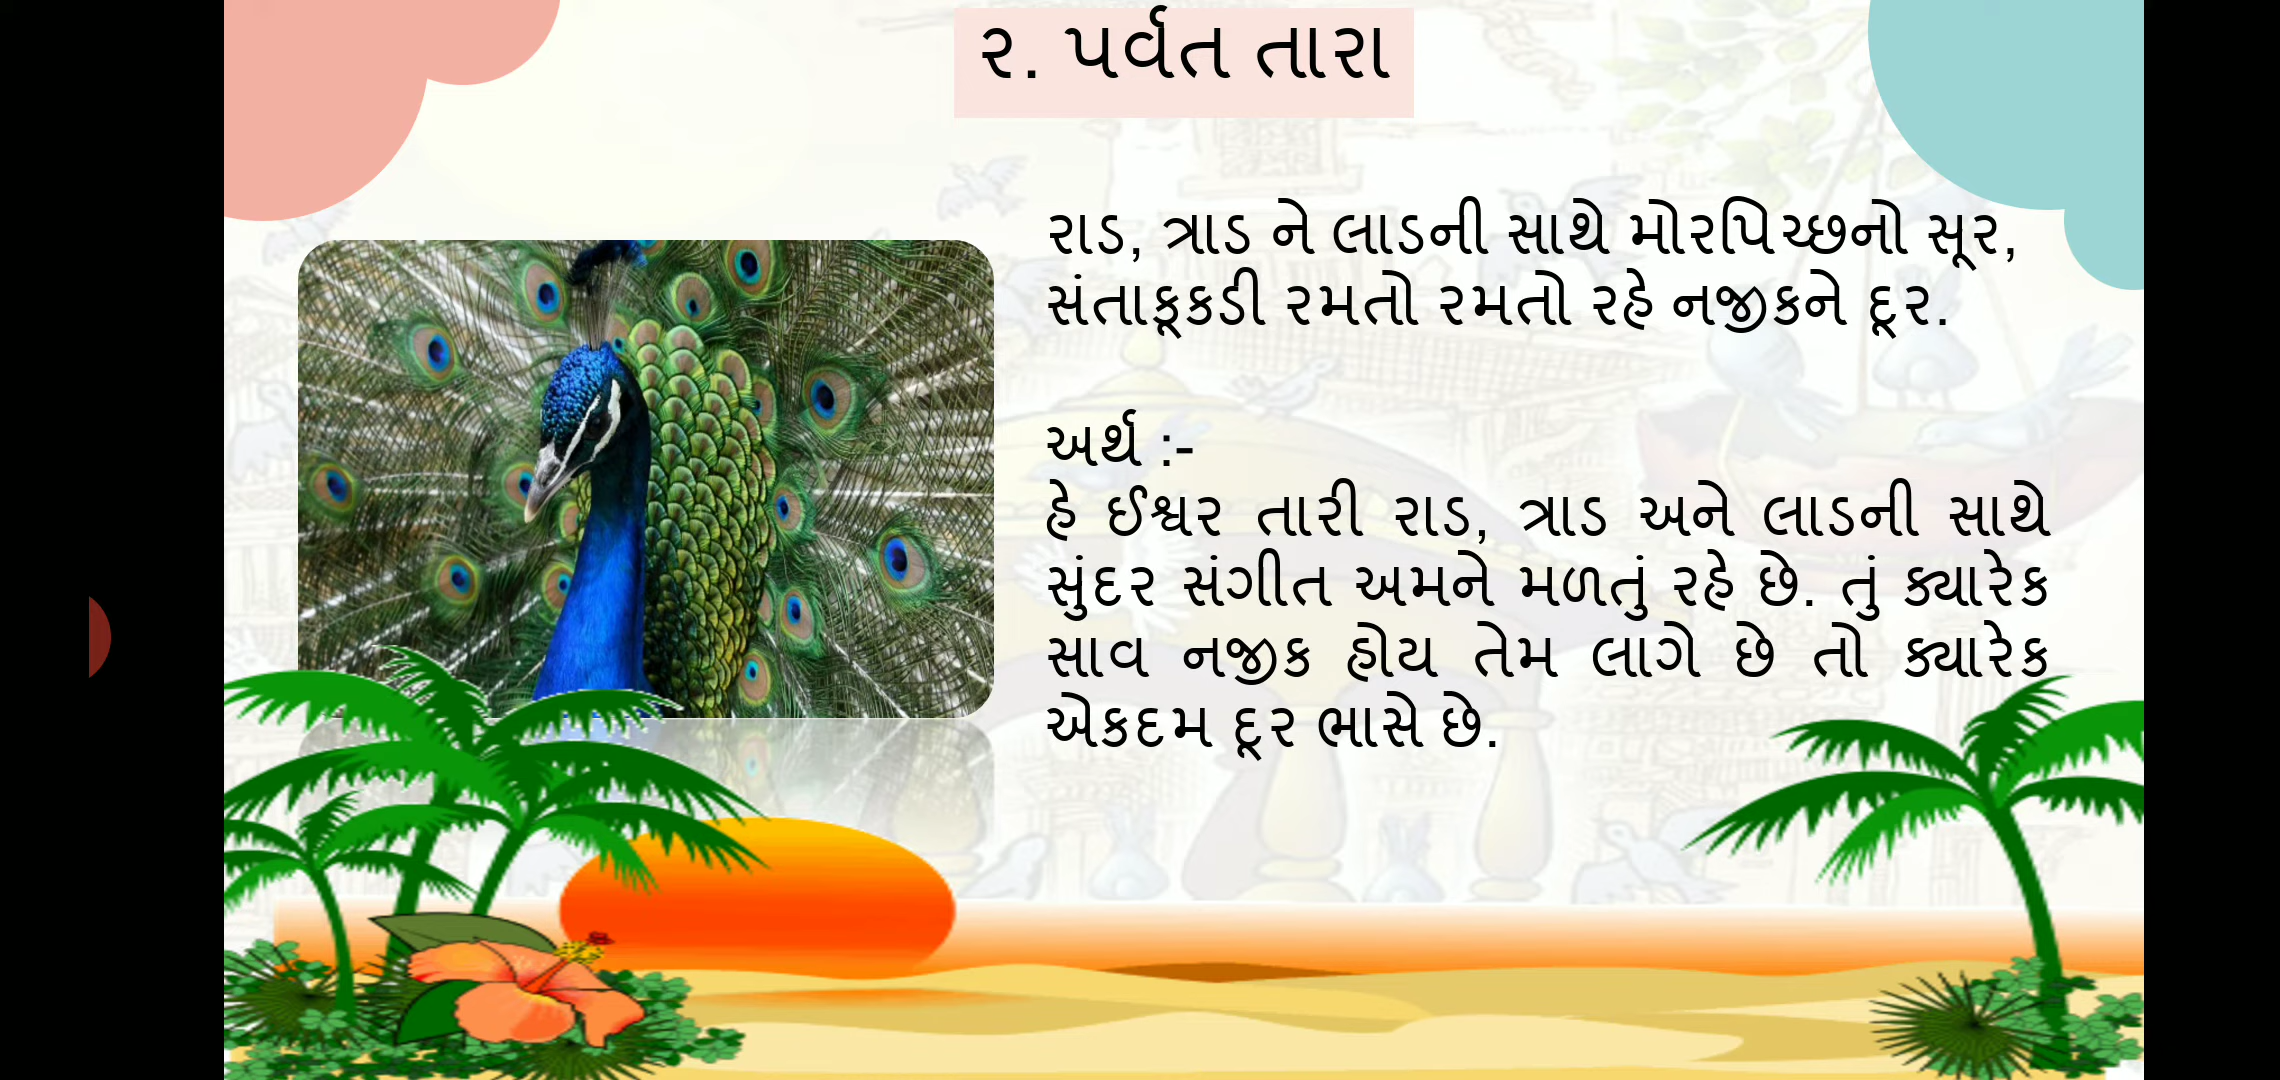 ૨. પર્વત તારા
રાડ, ત્રાડ ને લાડની સાથે મોરપિચ્છનો સૂર,
સંતાકૂકડી રમતો રમતો રહે નજીકને દૂર.
અર્થ :-
હે ઈશ્વર તારી રાડ, ત્રાડ અને લાડની સાથે
સુંદર સંગીત અમને મળતું રહે છે. તું ક્યારેક
સાવ નજીક હોય તેમ લાગે છે તો ક્યારેક
એકદમ દૂર ભાસે છે.